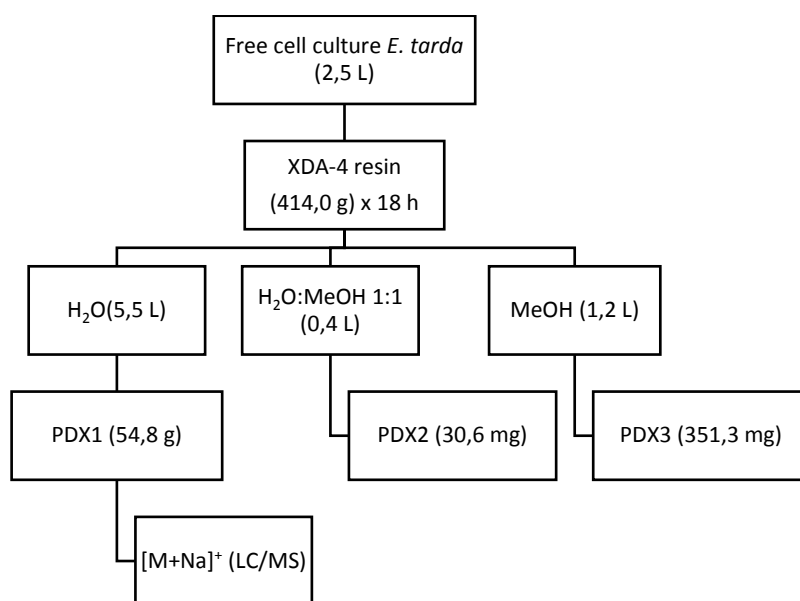 Free cell culture E. tarda
(2,5 L)
XDA-4 resin
(414,0 g) x 18 h
H₂O(5,5 L)
H₂O:MeOH 1:1
(0,4 L)
MeOH (1,2 L)
PDX1 (54,8 g)
PDX2 (30,6 mg)
PDX3 (351,3 mg)
[M+Na]⁺ (LC/MS)